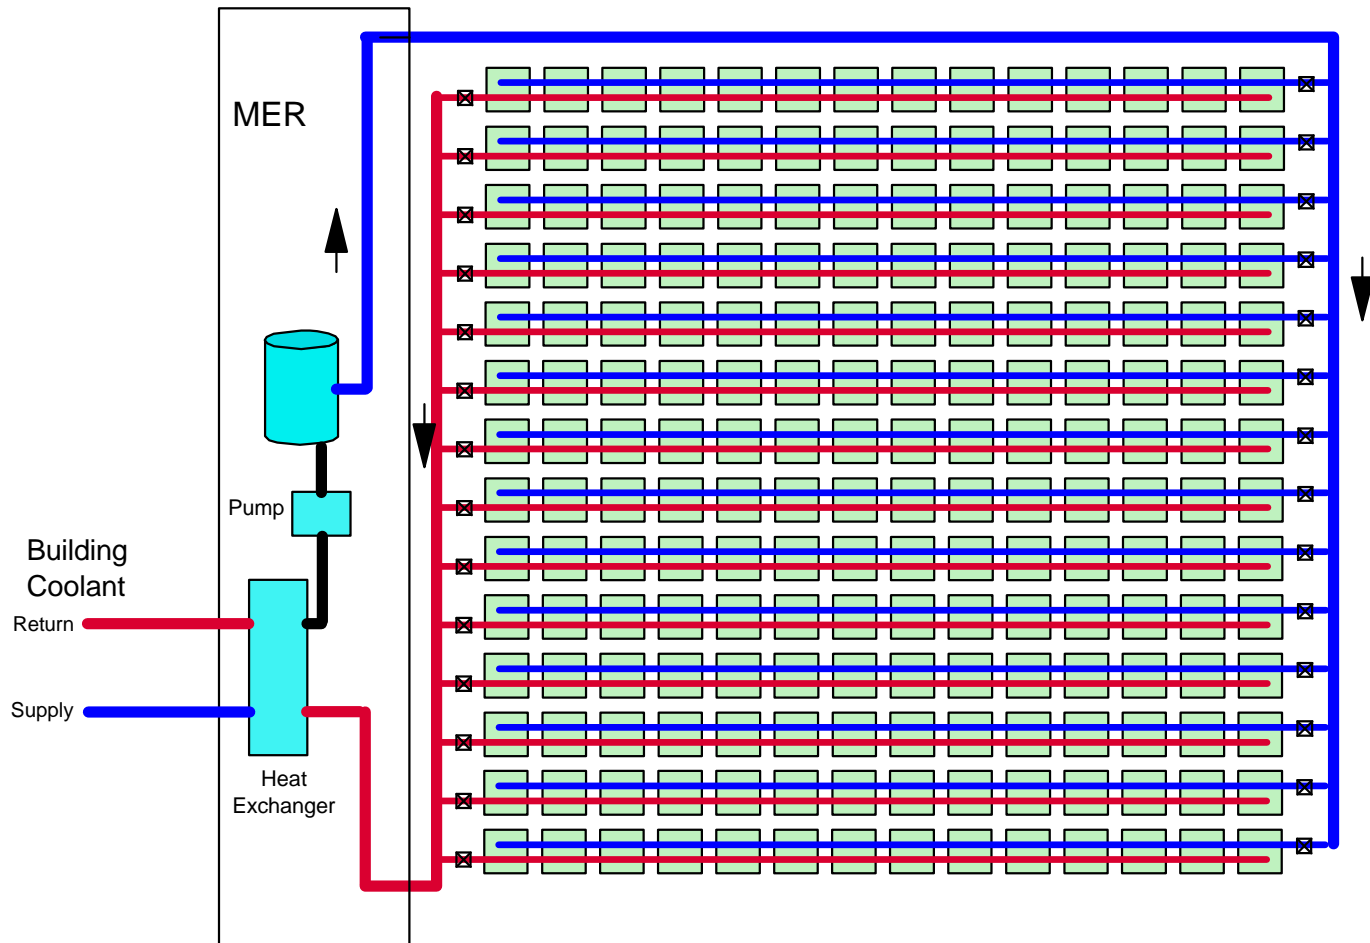 MER
Pump
Building
Coolant
Return
Supply
Heat
Exchanger